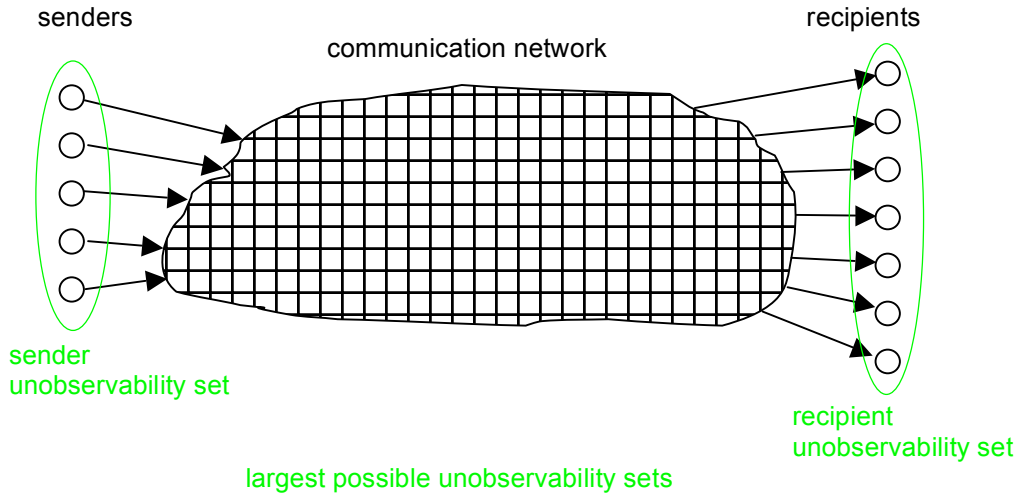 senders
recipients
communication network
sender
unobservability set
recipient
unobservability set
largest possible unobservability sets